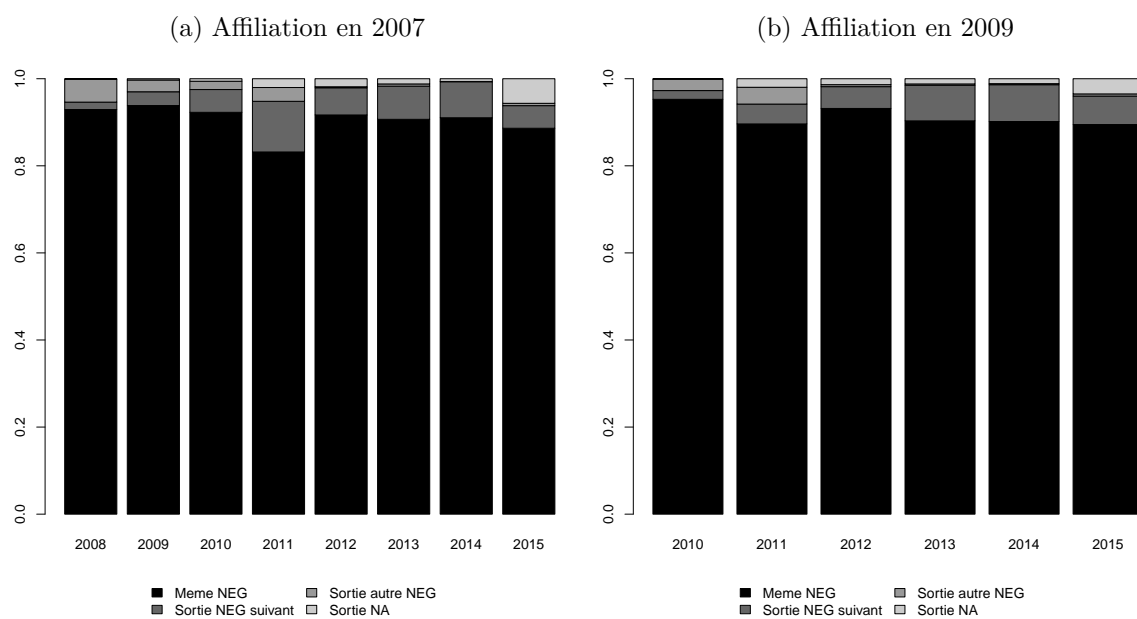 (a) Affiliation en 2007
1.0
0.8
0.6
0.4
0.2
0.0
2008 2009 2010 2011 2012 2013 2014 2015
Meme NEG
Sortie NEG suivant
Sortie autre NEG
Sortie NA
(b) Affiliation en 2009
1.0
0.8
0.6
0.4
0.2
0.0
2010 2011 2012 2013 2014 2015
Meme NEG
Sortie NEG suivant
Sortie autre NEG
Sortie NA